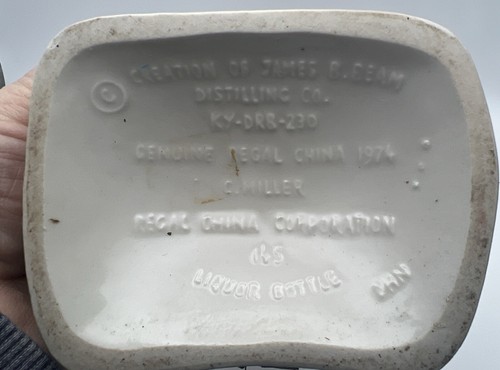 CREATION OF JAMES B. BEAM
© DISTILLING CO.
KY-DRB-230
GENUINE REGAL CHINA 1974
C. MILLER
REGAL CHINA CORPORATION
LIQUOR BOTTLE